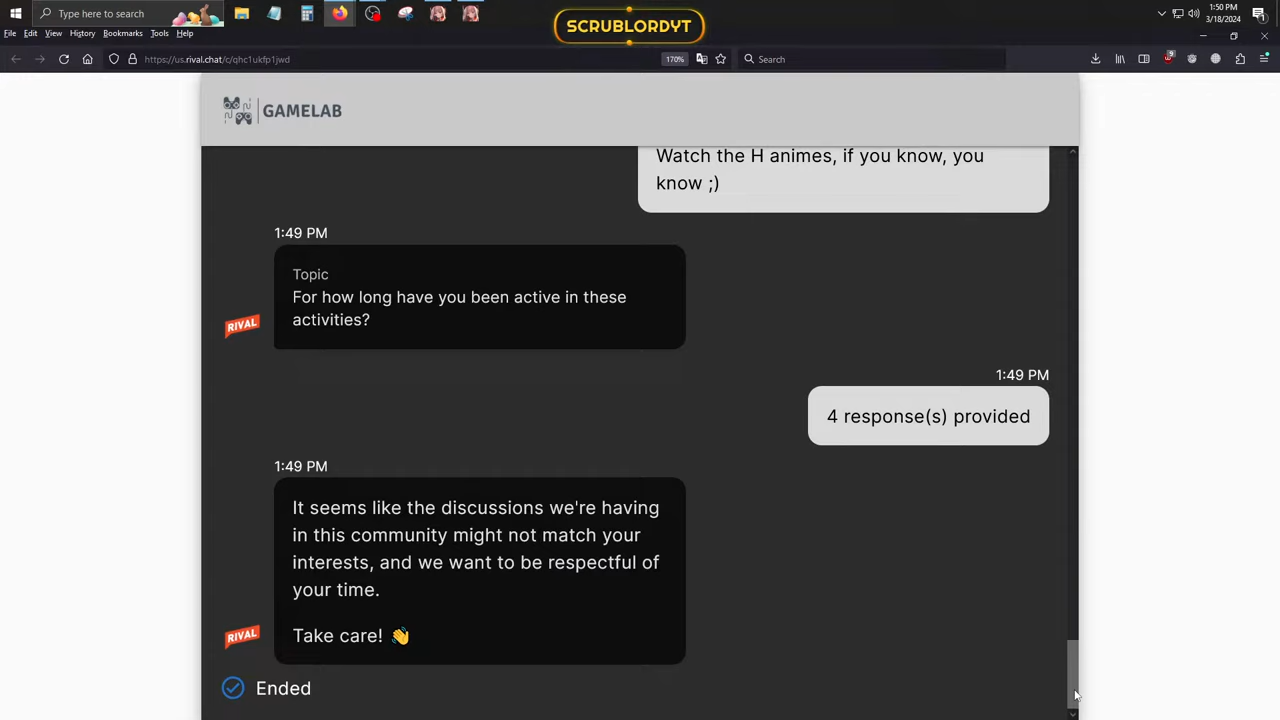 Type here to search
SCRUBLORDYT
1:50 PM
3/18/2024
File Edit View History Bookmarks Tools Help
https://us.rival.chat/c/qhc1ukfp1jwd
170%
Search
GAMELAB
Watch the H animes, if you know, you
know ;)
1:49 PM
Topic
For how long have you been active in these
activities?
RIVAL
1:49 PM
4 response(s) provided
1:49 PM
It seems like the discussions we're having
in this community might not match your
interests, and we want to be respectful of
your time.
Take care! 👋
RIVAL
Ended